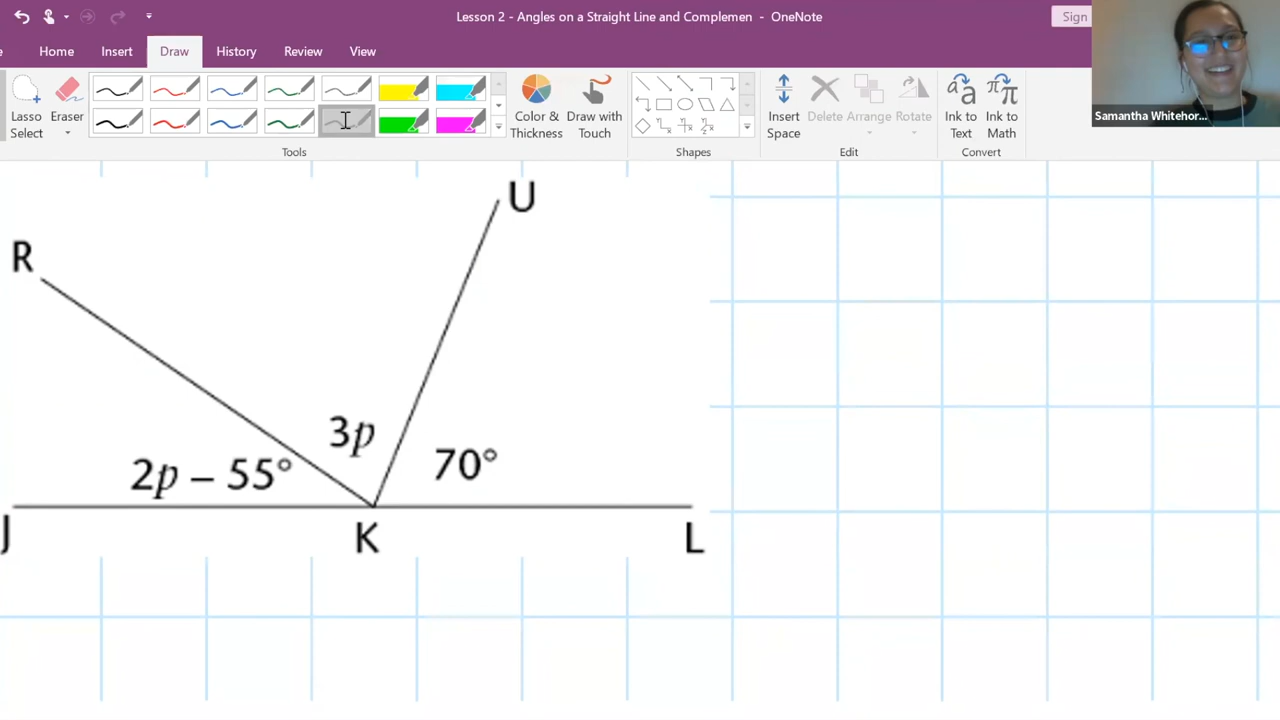 Lesson 2 - Angles on a Straight Line and Complemen - OneNote
Sign
Home Insert Draw History Review View
Lasso Select
Eraser
Color & Thickness
Draw with Touch
Insert Space
Delete
Arrange
Rotate
Ink to Text
Ink to Math
Tools
Shapes
Edit
Convert
Samantha Whitehor...
U
R
3p
2p – 55°
70°
J
K
L